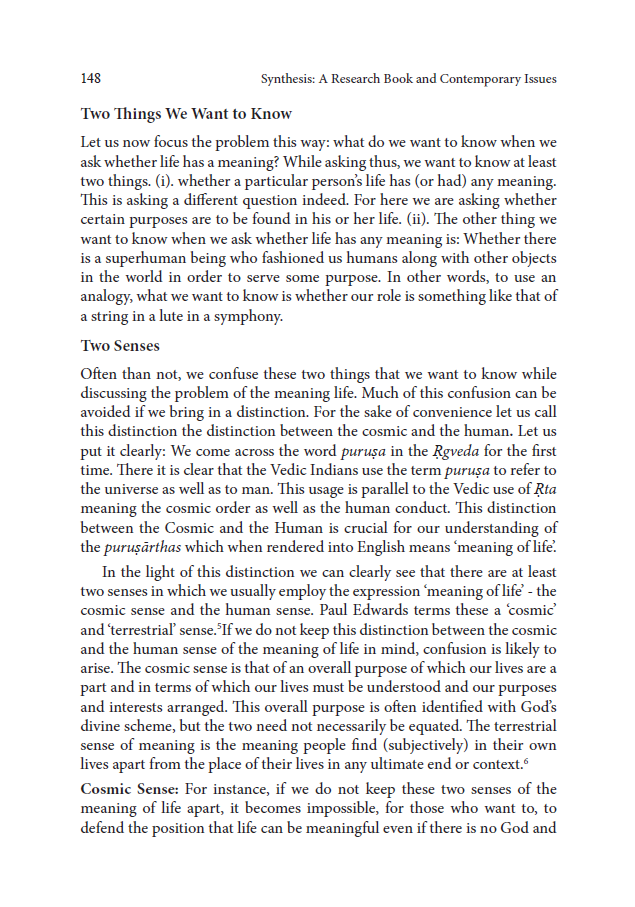 148 Synthesis: A Research Book and Contemporary Issues
Two Things We Want to Know
Let us now focus the problem this way: what do we want to know when we
ask whether life has a meaning? While asking thus, we want to know at least
two things. (i). whether a particular person’s life has (or had) any meaning.
This is asking a different question indeed. For here we are asking whether
certain purposes are to be found in his or her life. (ii). The other thing we
want to know when we ask whether life has any meaning is: Whether there
is a superhuman being who fashioned us humans along with other objects
in the world in order to serve some purpose. In other words, to use an
analogy, what we want to know is whether our role is something like that of
a string in a lute in a symphony.
Two Senses
Often than not, we confuse these two things that we want to know while
discussing the problem of the meaning life. Much of this confusion can be
avoided if we bring in a distinction. For the sake of convenience let us call
this distinction the distinction between the cosmic and the human. Let us
put it clearly: We come across the word puruṣa in the Ṛgveda for the first
time. There it is clear that the Vedic Indians use the term puruṣa to refer to
the universe as well as to man. This usage is parallel to the Vedic use of Ṛta
meaning the cosmic order as well as the human conduct. This distinction
between the Cosmic and the Human is crucial for our understanding of
the puruṣārthas which when rendered into English means ‘meaning of life’.
In the light of this distinction we can clearly see that there are at least
two senses in which we usually employ the expression ‘meaning of life’ - the
cosmic sense and the human sense. Paul Edwards terms these a ‘cosmic’
and ‘terrestrial’ sense.⁵If we do not keep this distinction between the cosmic
and the human sense of the meaning of life in mind, confusion is likely to
arise. The cosmic sense is that of an overall purpose of which our lives are a
part and in terms of which our lives must be understood and our purposes
and interests arranged. This overall purpose is often identified with God’s
divine scheme, but the two need not necessarily be equated. The terrestrial
sense of meaning is the meaning people find (subjectively) in their own
lives apart from the place of their lives in any ultimate end or context.⁶
Cosmic Sense: For instance, if we do not keep these two senses of the
meaning of life apart, it becomes impossible, for those who want to, to
defend the position that life can be meaningful even if there is no God and